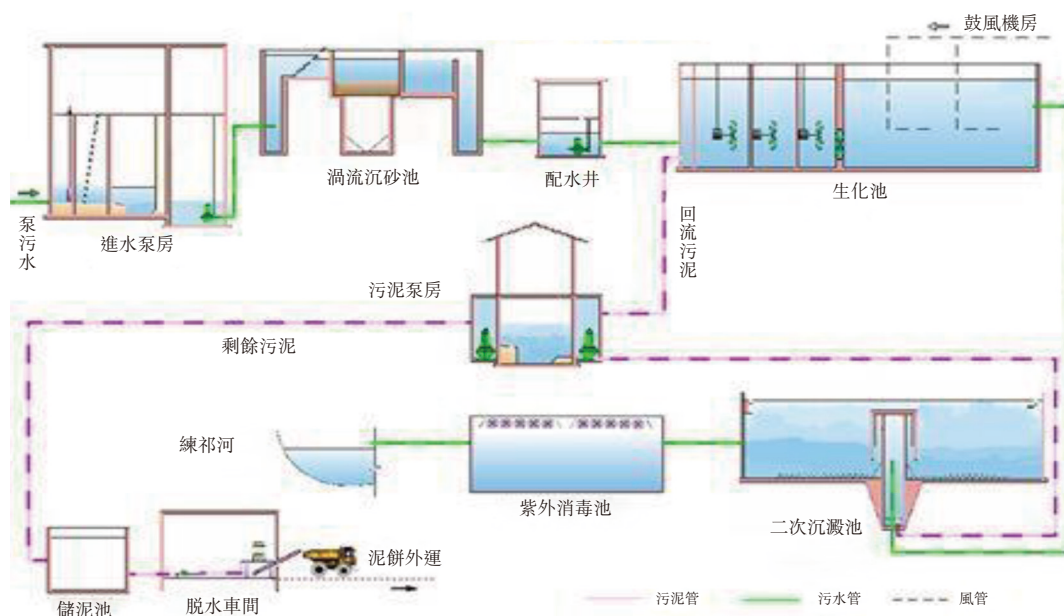 鼓風機房
渦流沉砂池
配水井
生化池
泵污水
進水泵房
回流污泥
污泥泵房
剩餘污泥
練祁河
紫外消毒池
二次沉澱池
泥餅外運
儲泥池
脱水車間
污泥管
污水管
風管